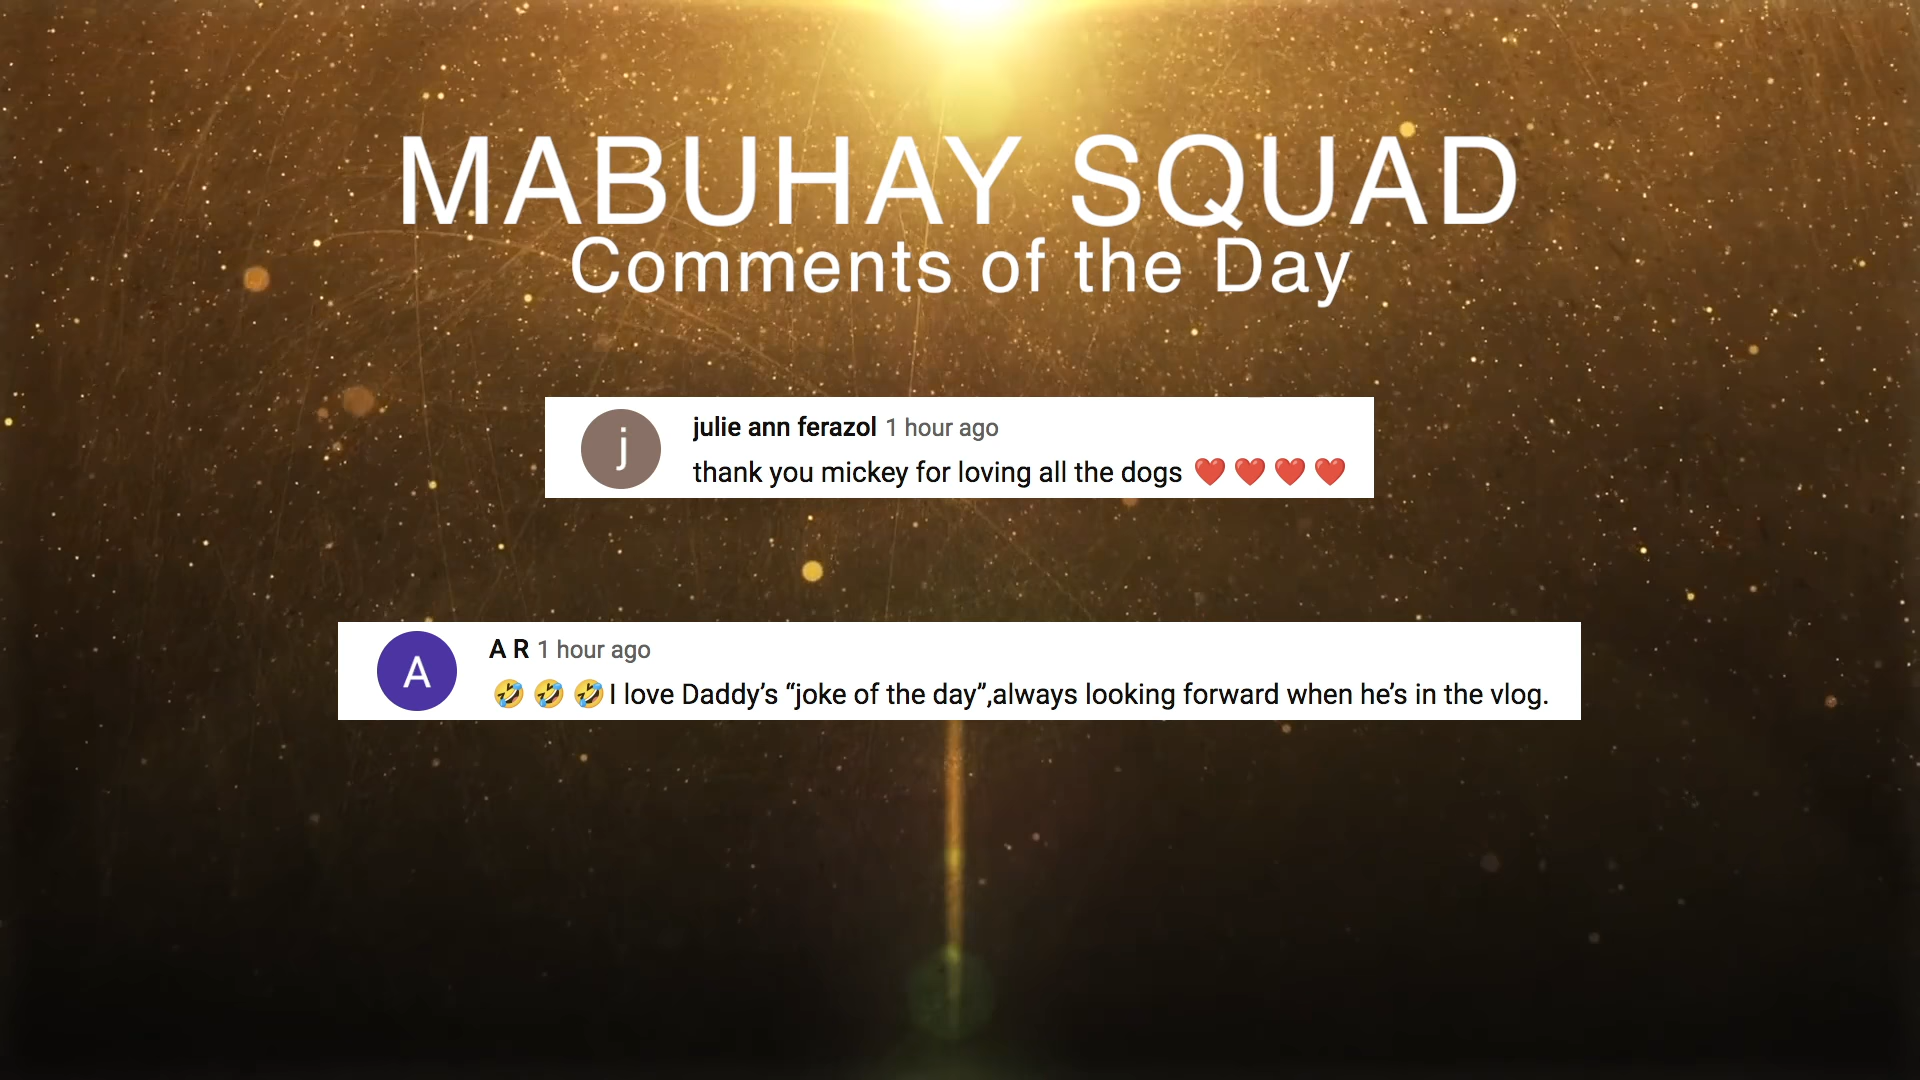 MABUHAY SQUAD
Comments of the Day
j
julie ann ferazol 1 hour ago
thank you mickey for loving all the dogs ❤️ ❤️ ❤️ ❤️
A
A R 1 hour ago
🤣 🤣 🤣 I love Daddy’s “joke of the day”,always looking forward when he’s in the vlog.